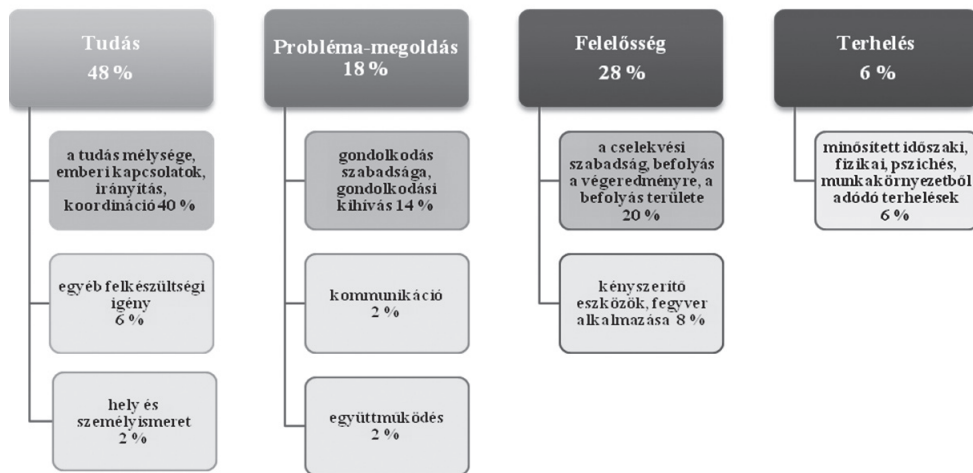 Tudás
48 %
a tudás mélysége,
emberi kapcsolatok,
irányítás,
koordináció 40 %
egyéb felkészültségi
igény
6 %
hely és
személyismeret
2 %
Probléma-megoldás
18 %
gondolkodás
szabadsága,
gondolkodási
kihívás 14 %
kommunikáció
2 %
együttműködés
2 %
Felelősség
28 %
a cselekvési
szabadság, befolyás
a végeredményre, a
befolyás területe
20 %
kényszerítő
eszközök, fegyver
alkalmazása 8 %
Terhelés
6 %
minősített időszaki,
fizikai, pszichés,
munkakörnyezetből
adódó terhelések
6 %